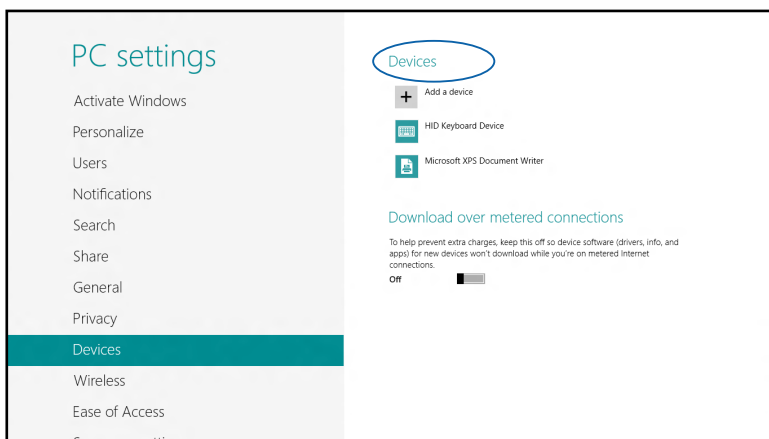 PC settings
Activate Windows
Personalize
Users
Notifications
Search
Share
General
Privacy
Devices
Wireless
Ease of Access
Devices
Add a device
HID Keyboard Device
Microsoft XPS Document Writer
Download over metered connections
To help prevent extra charges, keep this off so device software (drivers, info, and
apps) for new devices won't download while you're on metered Internet
connections.
Off